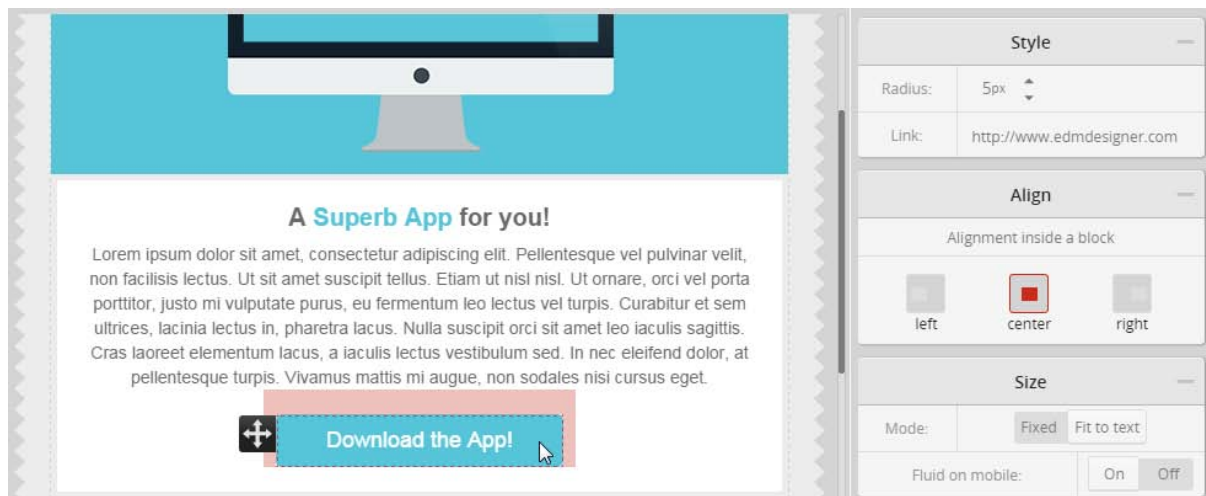 A Superb App for you!
Lorem ipsum dolor sit amet, consectetur adipiscing elit. Pellentesque vel pulvinar velit,
non facilisis lectus. Ut sit amet suscipit tellus. Etiam ut nisl nisl. Ut ornare, orci vel porta
porttitor, justo mi vulputate purus, eu fermentum leo lectus vel turpis. Curabitur et sem
ultrices, lacinia lectus in, pharetra lacus. Nulla suscipit orci sit amet leo iaculis sagittis.
Cras laoreet elementum lacus, a iaculis lectus vestibulum sed. In nec eleifend dolor, at
pellentesque turpis. Vivamus mattis mi augue, non sodales nisi cursus eget.
Download the App!
Style
Radius: 5px
Link: http://www.edmdesigner.com
Align
Alignment inside a block
left center right
Size
Mode: Fixed Fit to text
Fluid on mobile: On Off